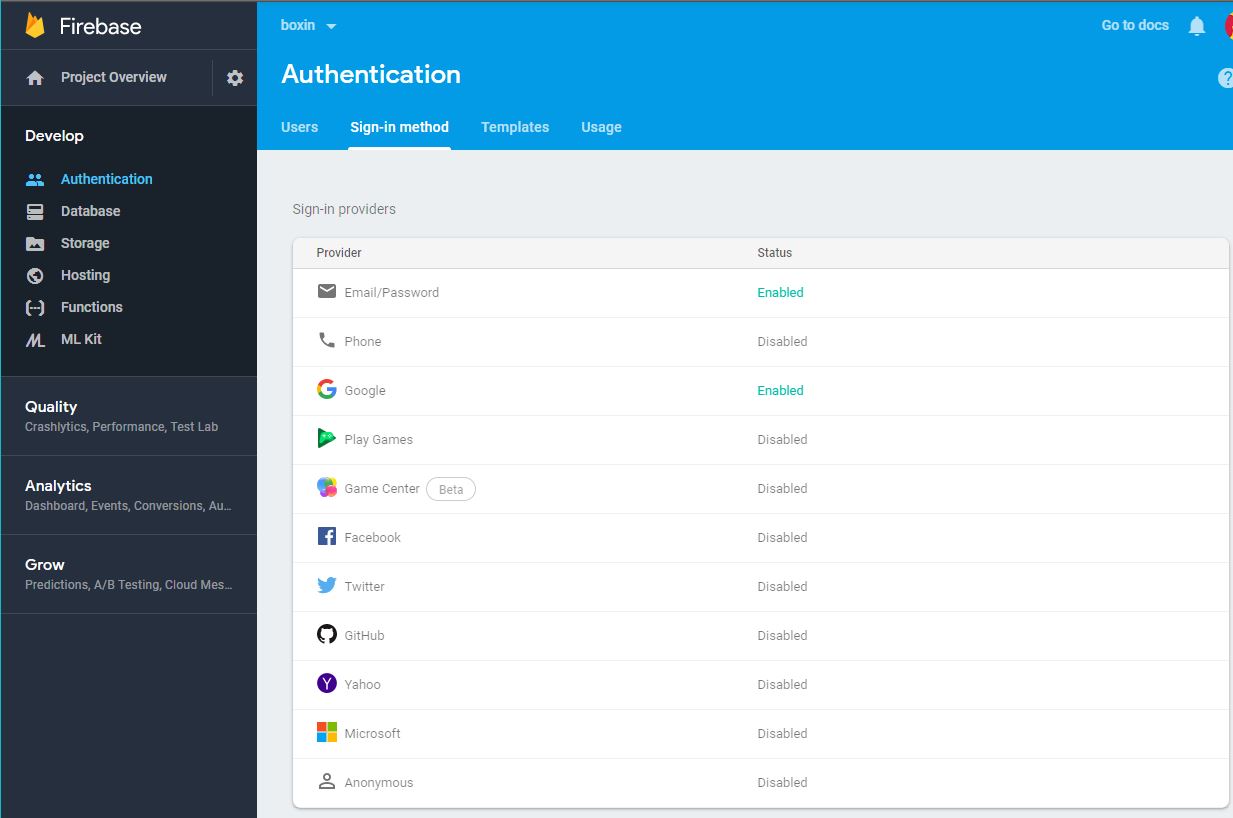 Firebase
Project Overview
Develop
Authentication
Database
Storage
Hosting
Functions
ML Kit
Quality
Crashlytics, Performance, Test Lab
Analytics
Dashboard, Events, Conversions, Au...
Grow
Predictions, A/B Testing, Cloud Mes...
boxin
Go to docs
Authentication
?
Users Sign-in method Templates Usage
Sign-in providers
Provider Status
Email/Password Enabled
Phone Disabled
Google Enabled
Play Games Disabled
Game Center Beta Disabled
Facebook Disabled
Twitter Disabled
GitHub Disabled
Yahoo Disabled
Microsoft Disabled
Anonymous Disabled